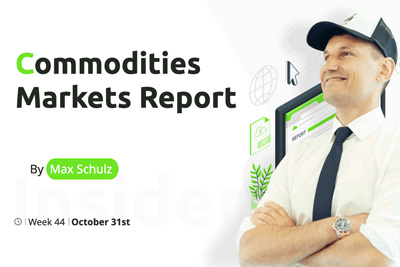 Commodities
Markets Report
By Max Schulz
Week 44 | October 31st
REPORT
Insider